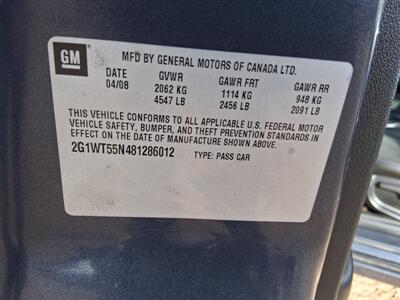 GM
MFD BY GENERAL MOTORS OF CANADA LTD.
DATE GVWR GAWR FRT GAWR RR
04/08 2062 KG 1114 KG 948 KG
4547 LB 2456 LB 2091 LB
THIS VEHICLE CONFORMS TO ALL APPLICABLE U.S. FEDERAL MOTOR
VEHICLE SAFETY, BUMPER, AND THEFT PREVENTION STANDARDS IN
EFFECT ON THE DATE OF MANUFACTURE SHOWN ABOVE.
2G1WT55N481286012 TYPE: PASS CAR